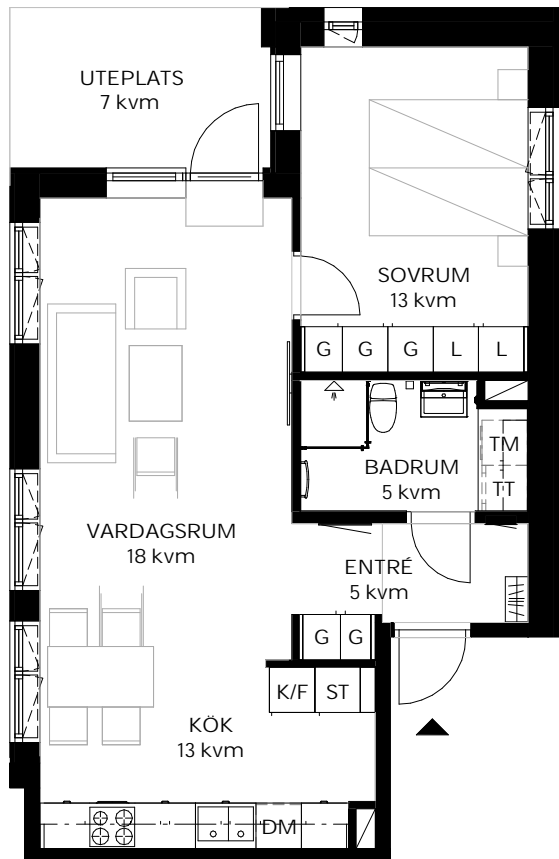 UTEPLATS
7 kvm
SOVRUM
13 kvm
G G G L L
TM
BADRUM
5 kvm
TT
VARDAGSRUM
18 kvm
ENTRÉ
5 kvm
G G
K/F ST
KÖK
13 kvm
DM